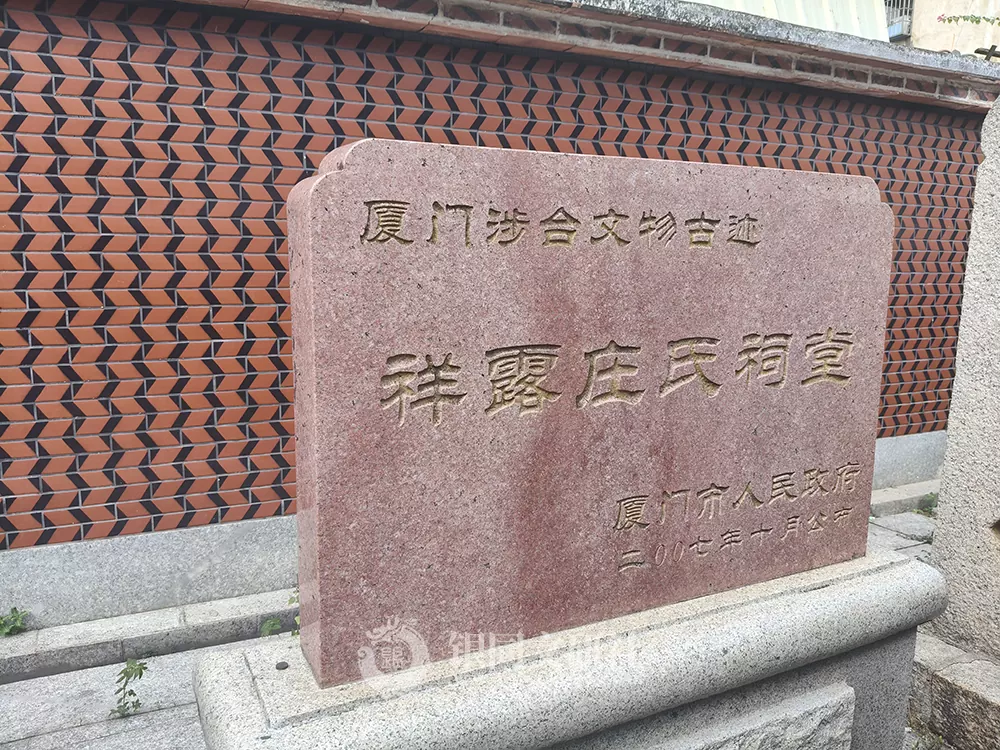 厦门涉台文物古迹
祥露庄氏祠堂
厦门市人民政府
二00七年十月公布